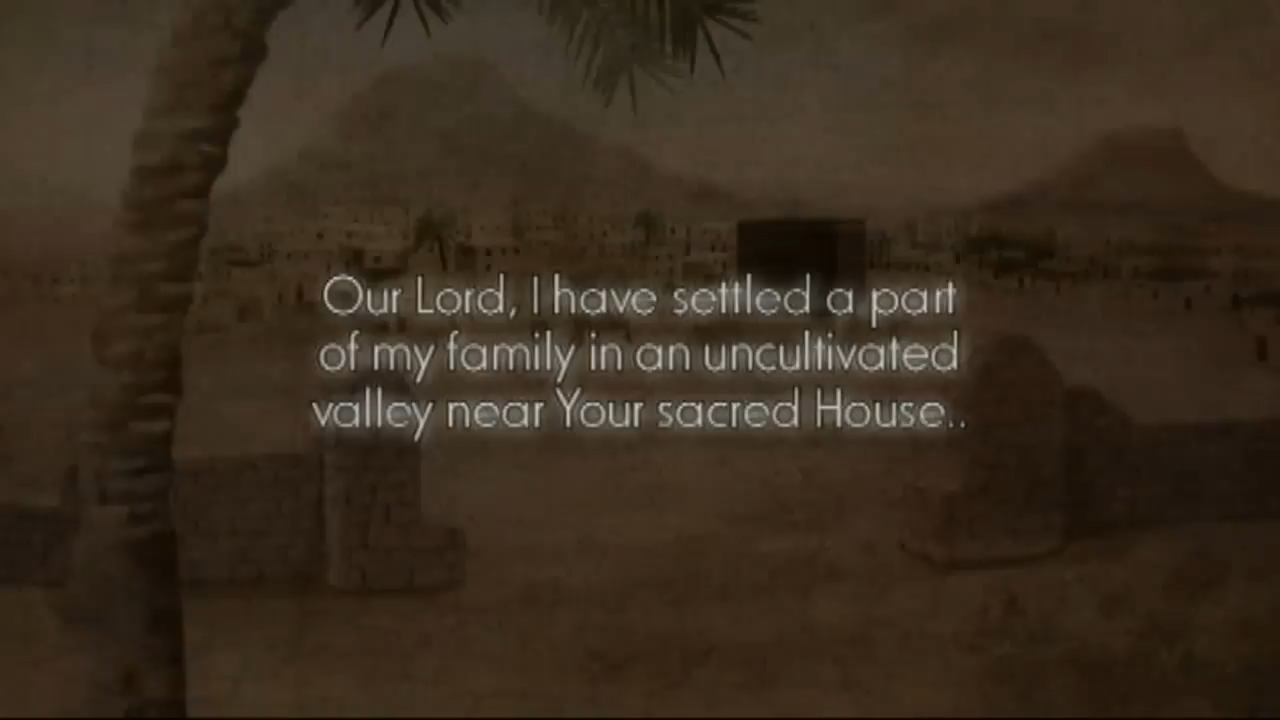 Our Lord, I have settled a part
of my family in an uncultivated
valley near Your sacred House..